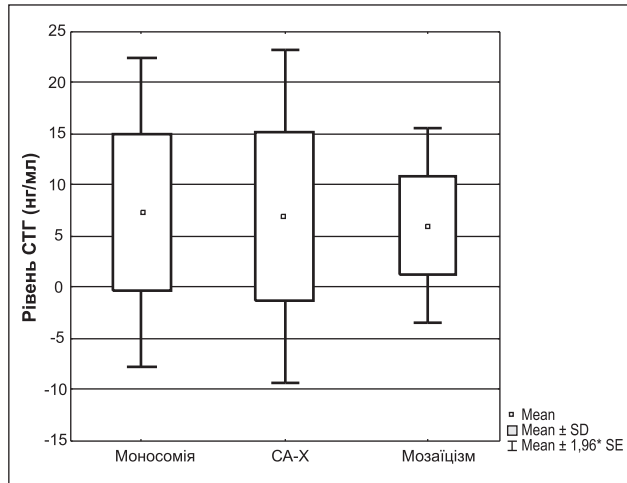 25
20
15
10
5
0
-5
-10
-15
Рівень СТГ (нг/мл)
Моносомія
СА-Х
Мозаїцізм
Mean
Mean ± SD
Mean ± 1,96* SE